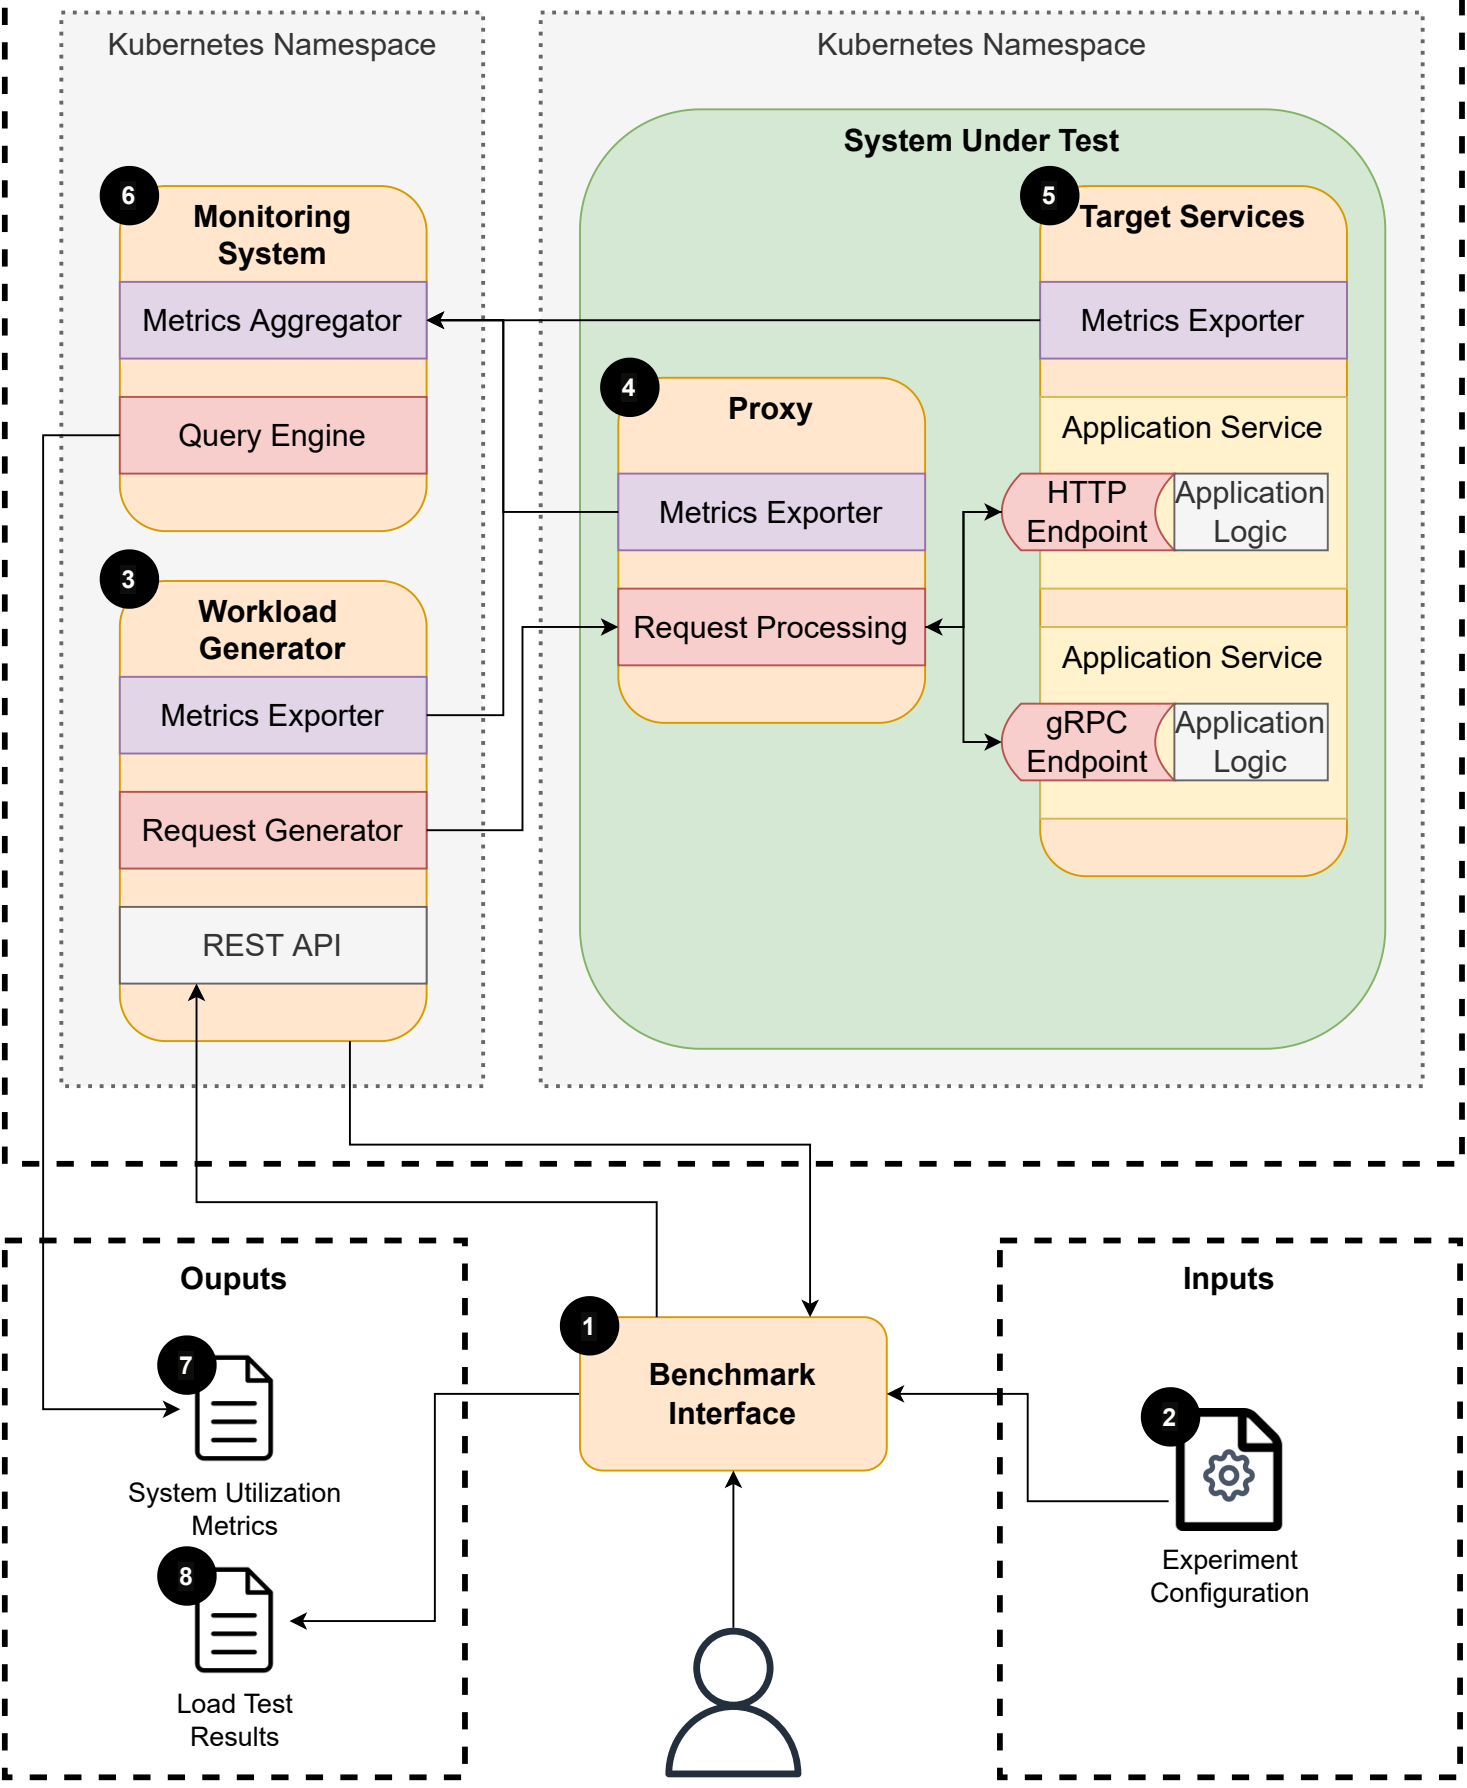 Kubernetes Namespace
Kubernetes Namespace
System Under Test
6
Monitoring
System
Metrics Aggregator
Query Engine
5
Target Services
Metrics Exporter
Application Service
HTTP
Endpoint
Application
Logic
Application Service
gRPC
Endpoint
Application
Logic
4
Proxy
Metrics Exporter
Request Processing
3
Workload
Generator
Metrics Exporter
Request Generator
REST API
Ouputs
7
System Utilization
Metrics
8
Load Test
Results
1
Benchmark
Interface
Inputs
2
Experiment
Configuration